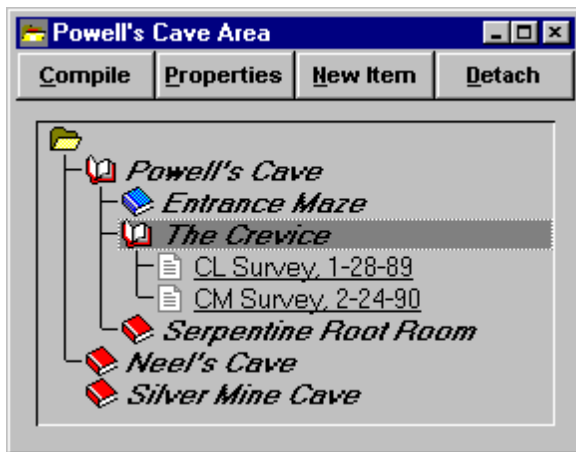 Powell's Cave Area
Compile Properties New Item Detach
Powell's Cave
Entrance Maze
The Crevice
CL Survey, 1-28-89
CM Survey, 2-24-90
Serpentine Root Room
Neel's Cave
Silver Mine Cave